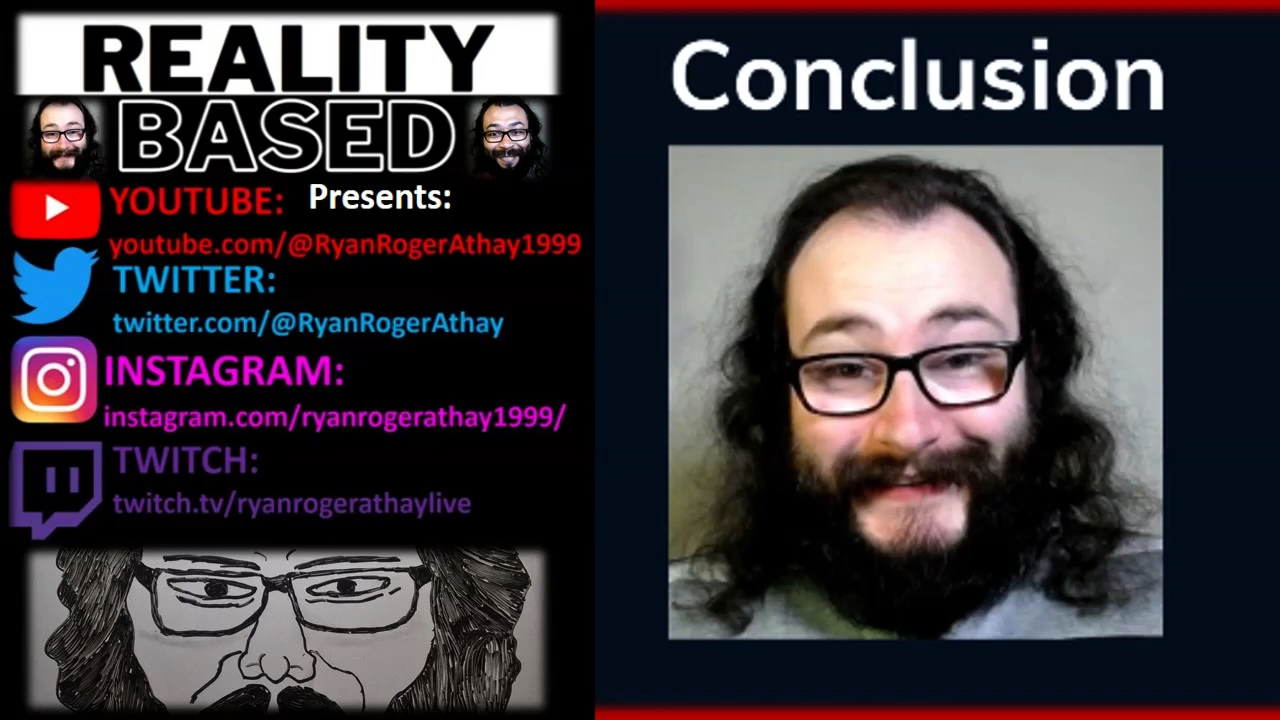 REALITY
BASED
YOUTUBE: Presents:
youtube.com/@RyanRogerAthay1999
TWITTER:
twitter.com/@RyanRogerAthay
INSTAGRAM:
instagram.com/ryanrogerathay1999/
TWITCH:
twitch.tv/ryanrogerathaylive
Conclusion